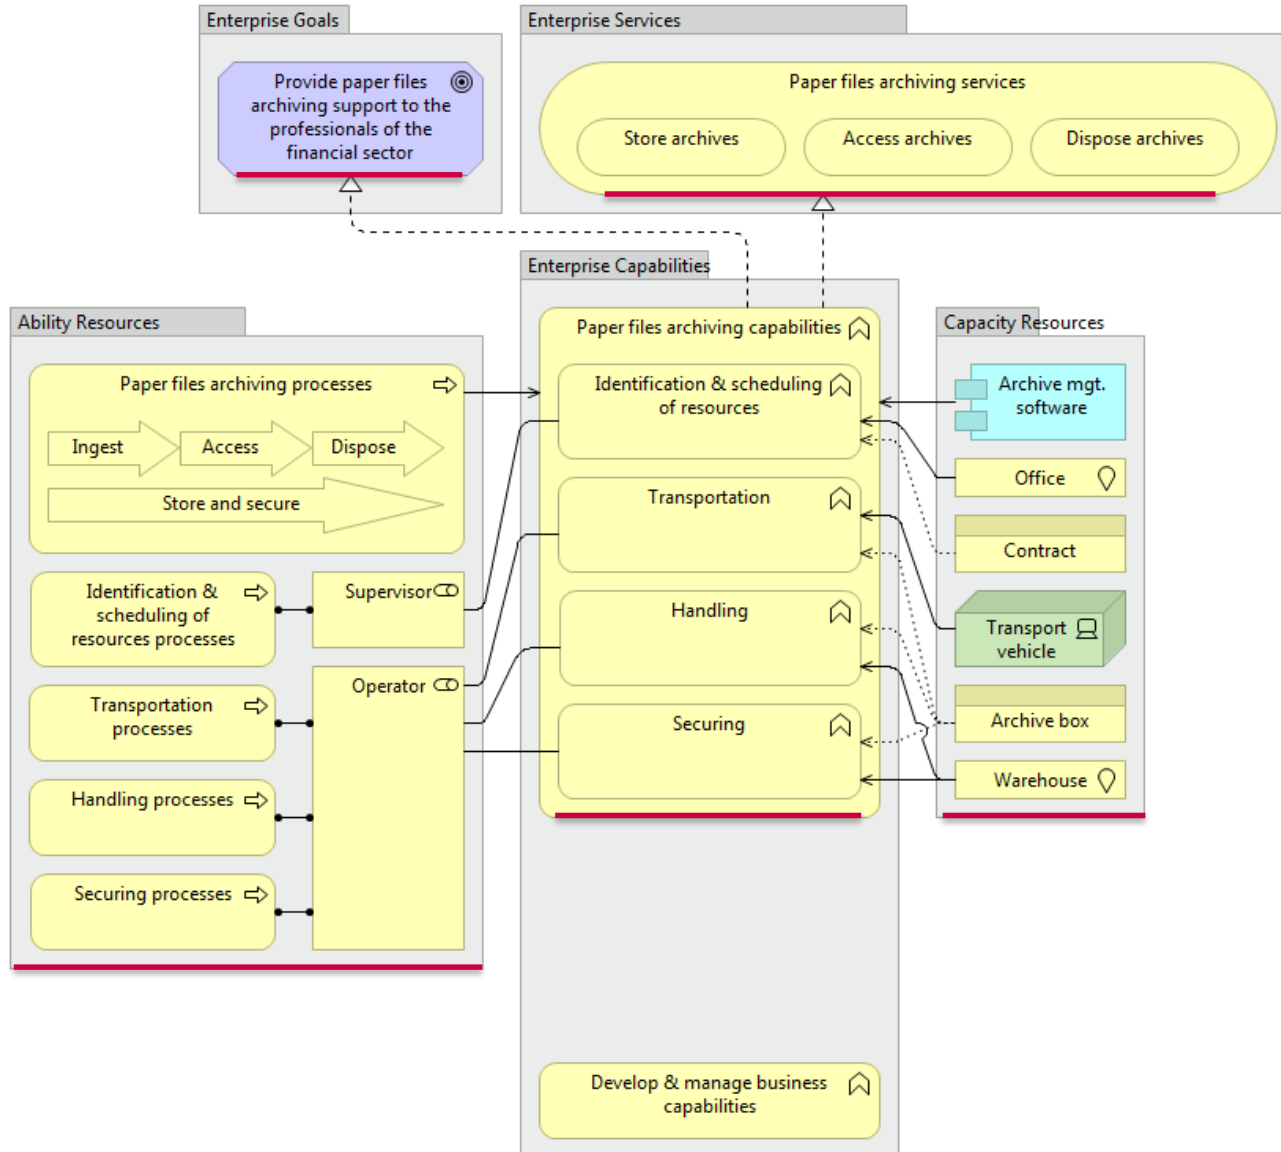 Enterprise Goals
Provide paper files
archiving support to the
professionals of the
financial sector
Enterprise Services
Paper files archiving services
Store archives
Access archives
Dispose archives
Ability Resources
Paper files archiving processes
Ingest
Access
Dispose
Store and secure
Identification &
scheduling of
resources processes
Supervisor
Transportation
processes
Operator
Handling processes
Securing processes
Enterprise Capabilities
Paper files archiving capabilities
Identification & scheduling
of resources
Transportation
Handling
Securing
Develop & manage business
capabilities
Capacity Resources
Archive mgt.
software
Office
Contract
Transport
vehicle
Archive box
Warehouse